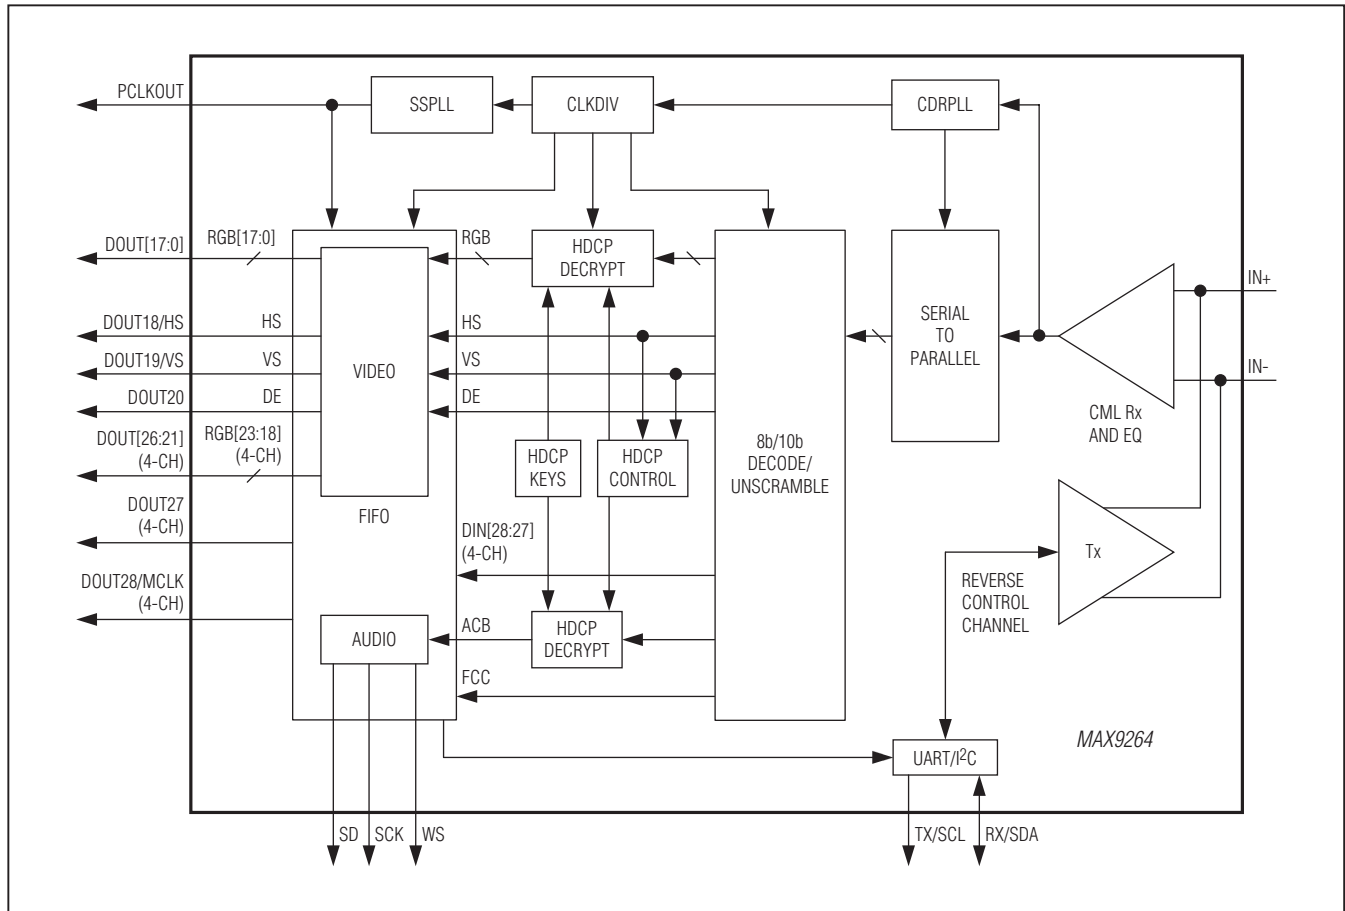 PCLKOUT
SSPLL
CLKDIV
CDRPLL
DOUT[17:0]
RGB[17:0]
RGB
HDCP
DECRYPT
IN+
DOUT18/HS
HS
HS
SERIAL
TO
PARALLEL
DOUT19/VS
VS
VIDEO
VS
IN-
DOUT20
DE
DE
CML Rx
AND EQ
DOUT[26:21]
(4-CH)
RGB[23:18]
(4-CH)
HDCP
KEYS
HDCP
CONTROL
8b/10b
DECODE/
UNSCRAMBLE
FIFO
DOUT27
(4-CH)
DIN[28:27]
(4-CH)
Tx
DOUT28/MCLK
(4-CH)
REVERSE
CONTROL
CHANNEL
AUDIO
ACB
HDCP
DECRYPT
FCC
MAX9264
UART/I²C
SD
SCK
WS
TX/SCL
RX/SDA